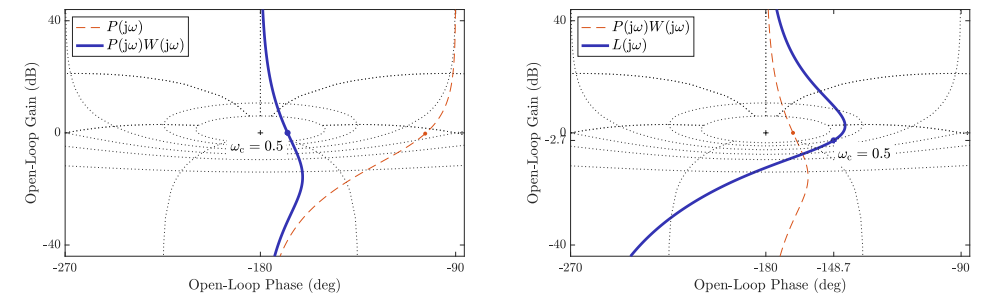 P(jω)
P(jω)W(jω)
40
0
-40
ω_c = 0.5
-270
-180
-90
Open-Loop Gain (dB)
Open-Loop Phase (deg)
P(jω)W(jω)
L(jω)
40
0
-2.7
-40
ω_c = 0.5
-270
-180
-148.7
-90
Open-Loop Gain (dB)
Open-Loop Phase (deg)